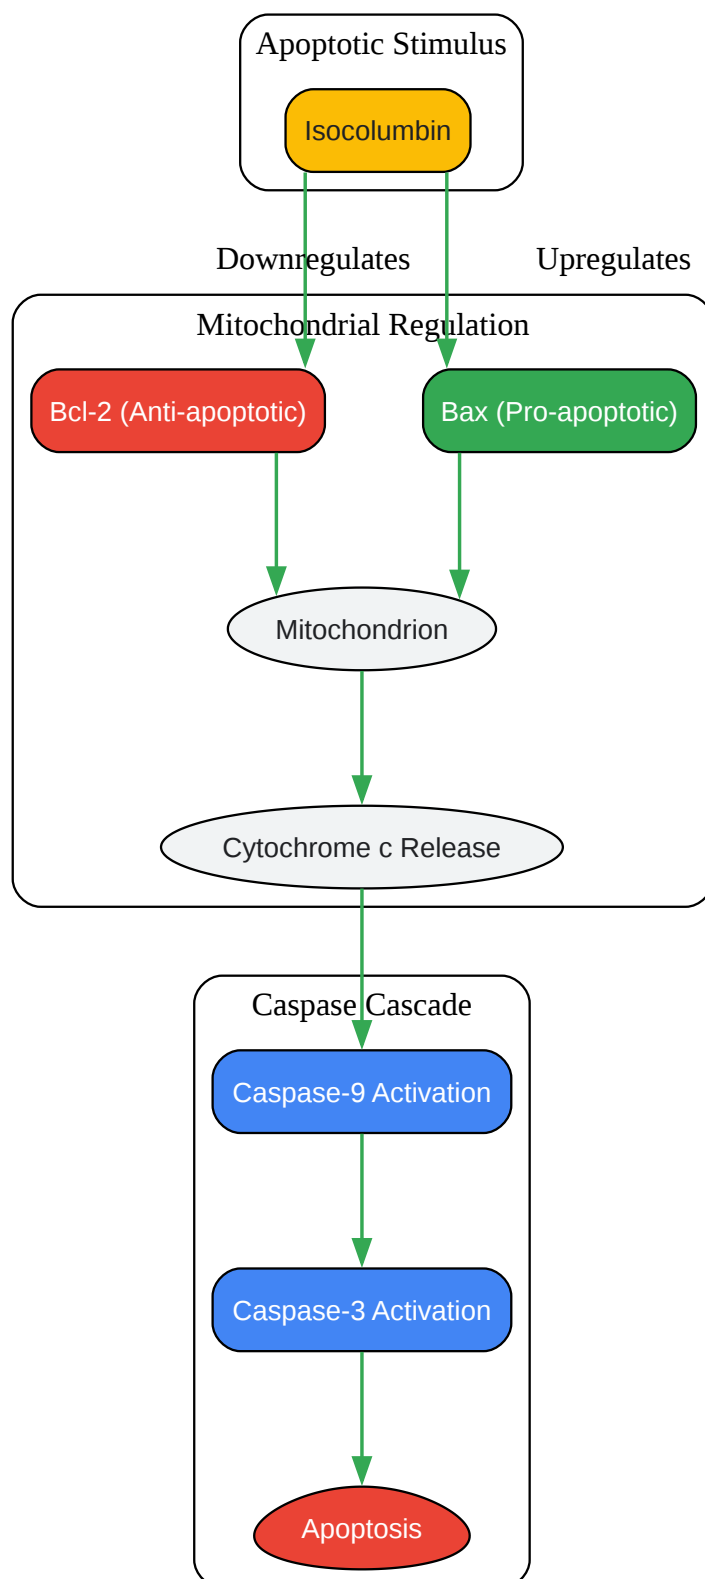 Apoptotic Stimulus
Isocolumbin
Downregulates
Upregulates
Mitochondrial Regulation
Bcl-2 (Anti-apoptotic)
Bax (Pro-apoptotic)
Mitochondrion
Cytochrome c Release
Caspase Cascade
Caspase-9 Activation
Caspase-3 Activation
Apoptosis